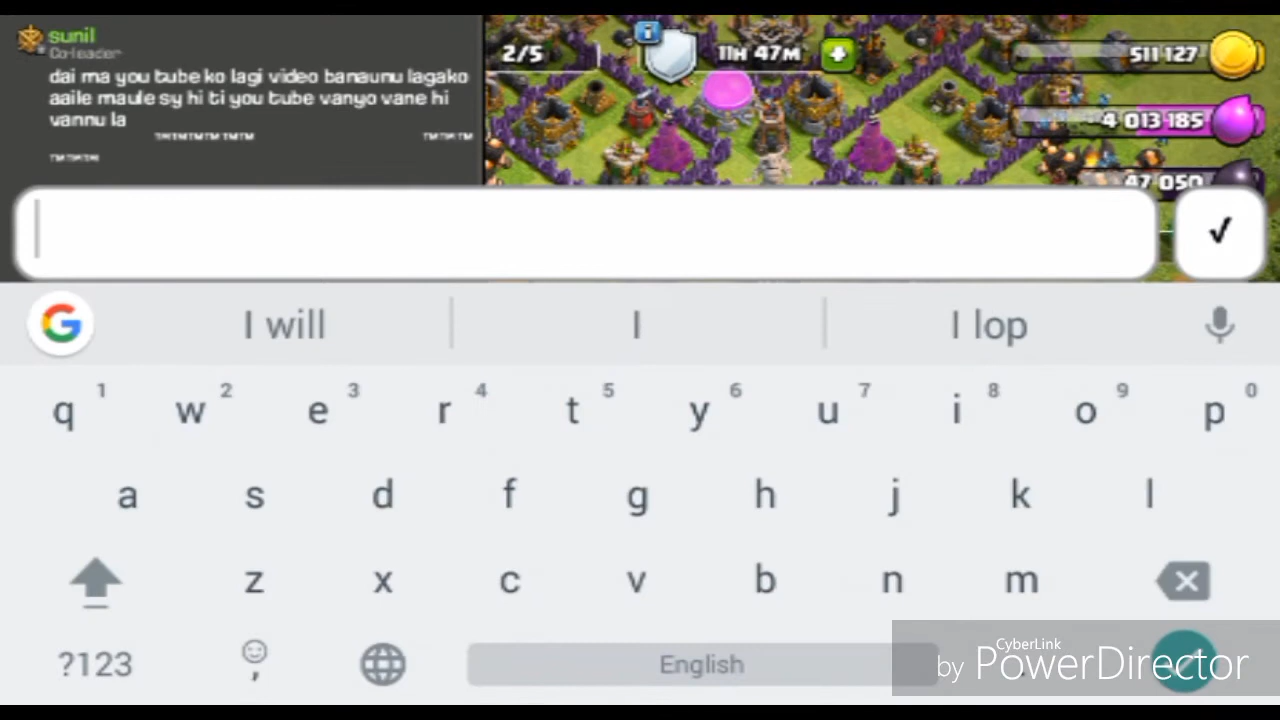 sunil
Co-leader
dai ma you tube ko lagi video banaunu lagako
aaile maule sy hi ti you tube vanyo vane hi
vannu la
2/5
11H 47M
511 127
4 013 185
47 050
I will
I
I lop
q 1 w 2 e 3 r 4 t 5 y 6 u 7 i 8 o 9 p 0
a s d f g h j k l
z x c v b n m
?123
,
English
CyberLink
by PowerDirector